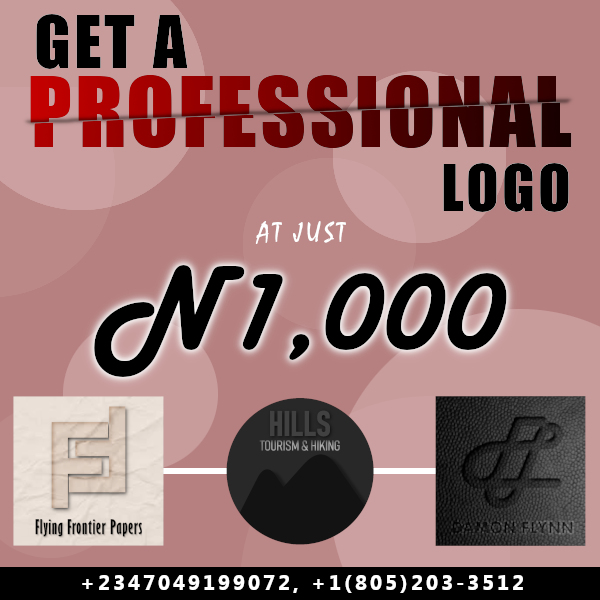 GET A
PROFESSIONAL
LOGO
AT JUST
N1,000
HILLS
TOURISM & HIKING
Flying Frontier Papers
DAMON FLYNN
+2347049199072, +1(805)203-3512